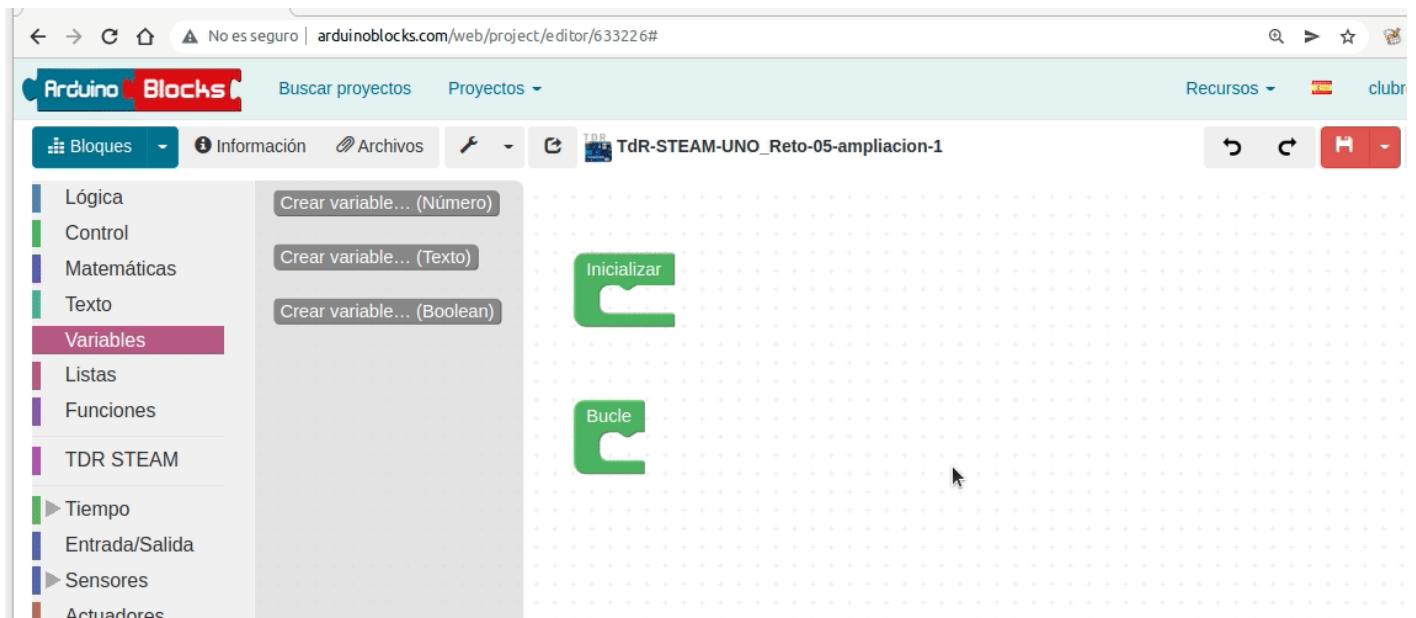 No es seguro | arduinoblocks.com/web/project/editor/633226#
Arduino Blocks Buscar proyectos Proyectos Recursos clubr
Bloques Información Archivos TDR TdR-STEAM-UNO_Reto-05-ampliacion-1
Lógica
Control
Matemáticas
Texto
Variables
Listas
Funciones
TDR STEAM
Tiempo
Entrada/Salida
Sensores
Actuadores
Crear variable... (Número)
Crear variable... (Texto)
Crear variable... (Boolean)
Inicializar
Bucle